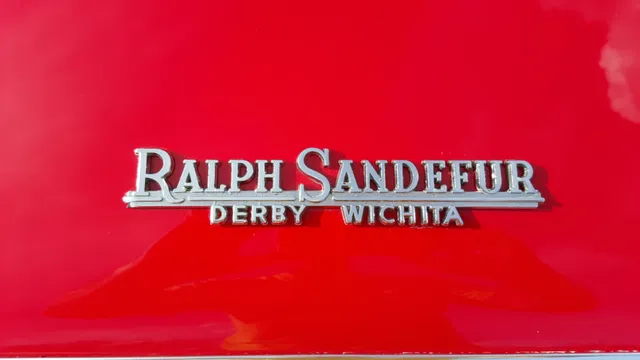 RALPH SANDEFUR
DERBY WICHITA